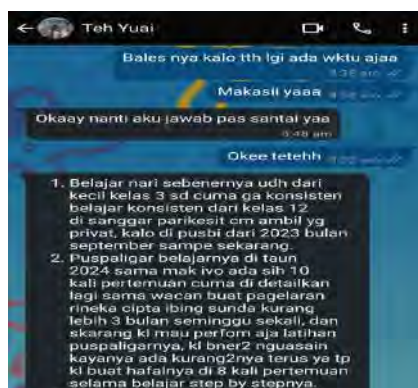 Teh Yuai
Bales nya kalo tth lgi ada wktu ajaa
Makasii yaaa
Okaay nanti aku jawab pas santai yaa
Okee tetehh
1. Belajar nari sebenernya udh dari
kecil kelas 3 sd cuma ga konsisten
belajar konsisten dari kelas 12
di sanggar parikesit cm ambil yg
privat, kalo di pusbi dari 2023 bulan
september sampe sekarang.
2. Puspaligar belajarnya di taun
2024 sama mak ivo ada sih 10
kali pertemuan cuma di detailkan
lagi sama wacan buat pagelaran
rineka cipta ibing sunda kurang
lebih 3 bulan seminggu sekali, dan
skarang kl mau perfom aja latihan
puspaligarnya, kl bner2 nguasain
kayanya ada kurang2nya terus ya tp
kl buat hafalnya di 8 kali pertemuan
selama belajar step by stepnya.